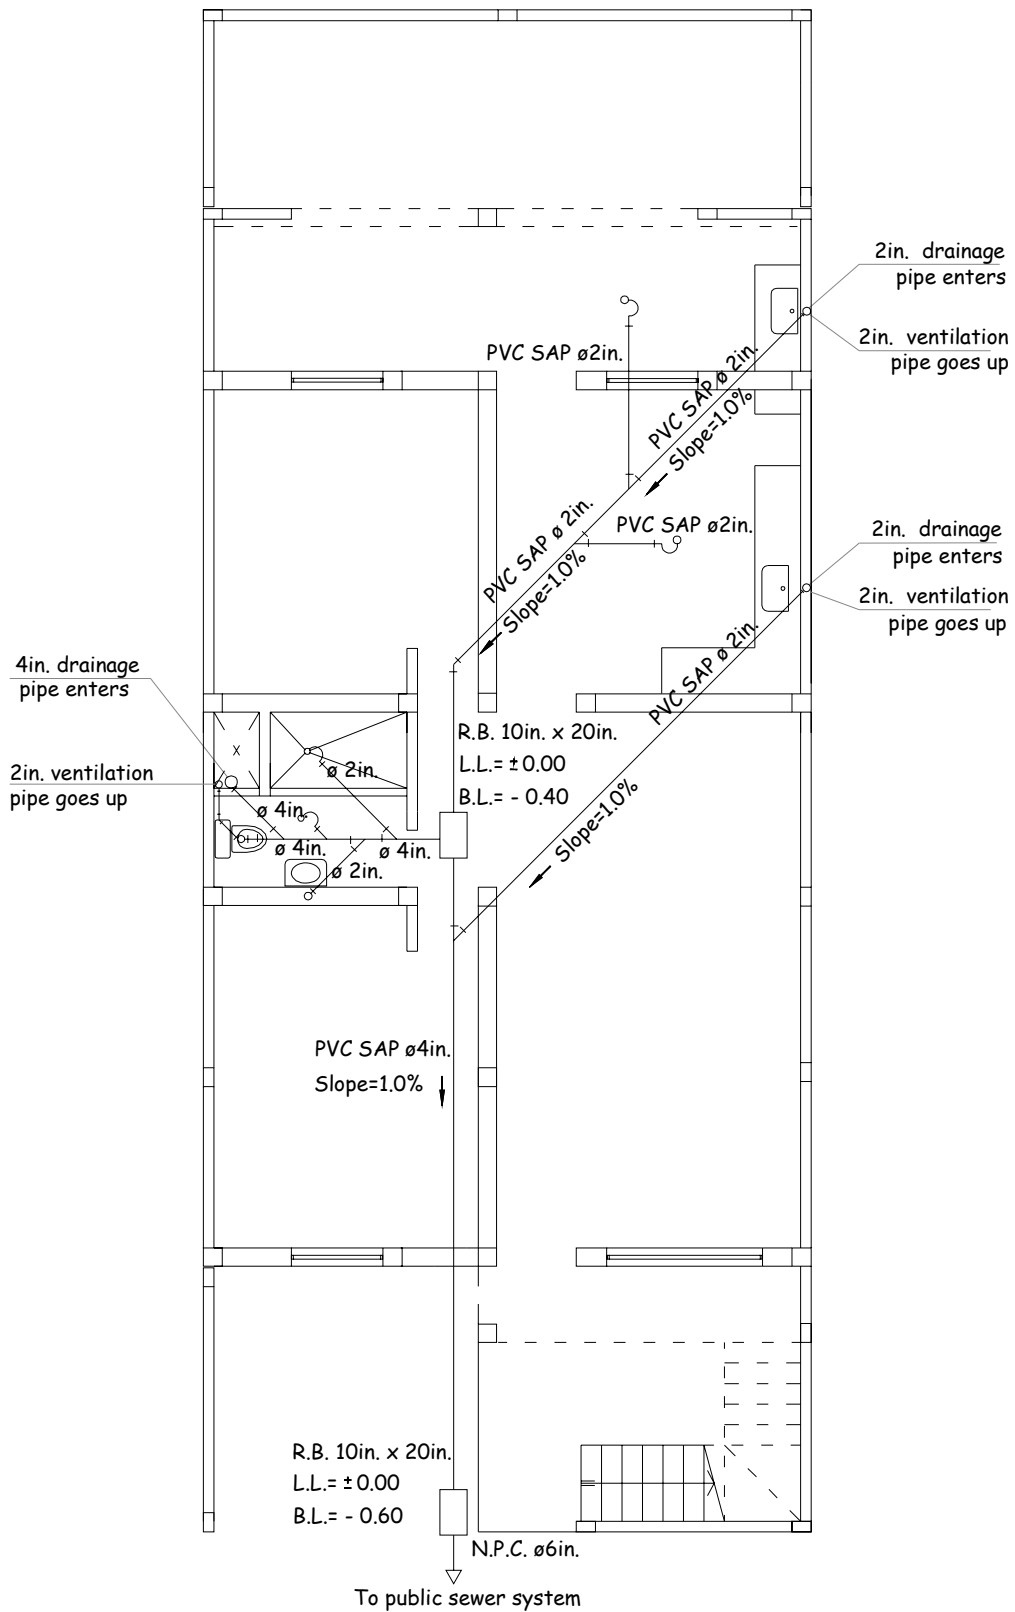 2in. drainage
pipe enters
2in. ventilation
pipe goes up
PVC SAP ø2in.
PVC SAP ø 2in.
Slope=1.0%
PVC SAP ø 2in.
Slope=1.0%
PVC SAP ø2in.
2in. drainage
pipe enters
2in. ventilation
pipe goes up
PVC SAP ø 2in.
Slope=1.0%
4in. drainage
pipe enters
2in. ventilation
pipe goes up
R.B. 10in. x 20in.
L.L.= ±0.00
B.L.= - 0.40
ø 2in.
ø 4in.
ø 4in.
ø 4in.
ø 2in.
PVC SAP ø4in.
Slope=1.0%
R.B. 10in. x 20in.
L.L.= ±0.00
B.L.= - 0.60
N.P.C. ø6in.
To public sewer system